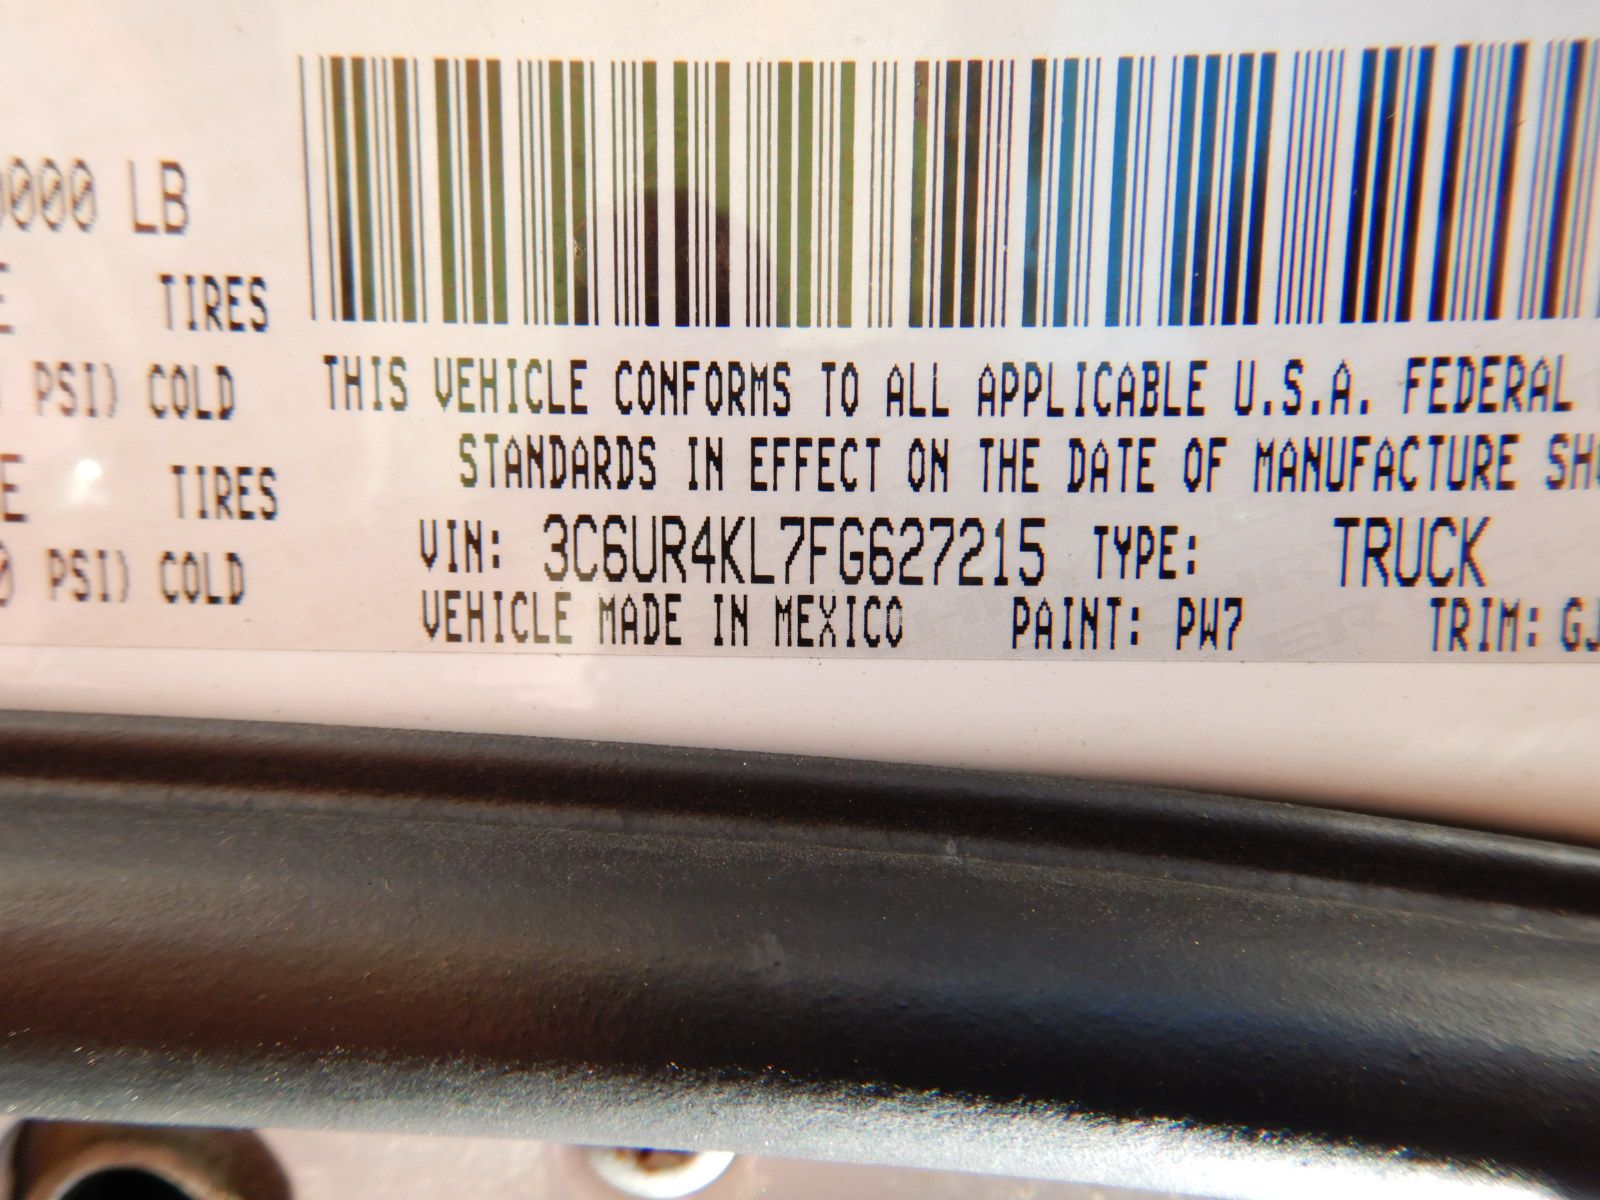 000 LB
TIRES
PSI) COLD
TIRES
PSI) COLD
THIS VEHICLE CONFORMS TO ALL APPLICABLE U.S.A. FEDERAL
STANDARDS IN EFFECT ON THE DATE OF MANUFACTURE
VIN: 3C6UR4KL7FG627215 TYPE: TRUCK
VEHICLE MADE IN MEXICO PAINT: PW7 TRIM: GJ